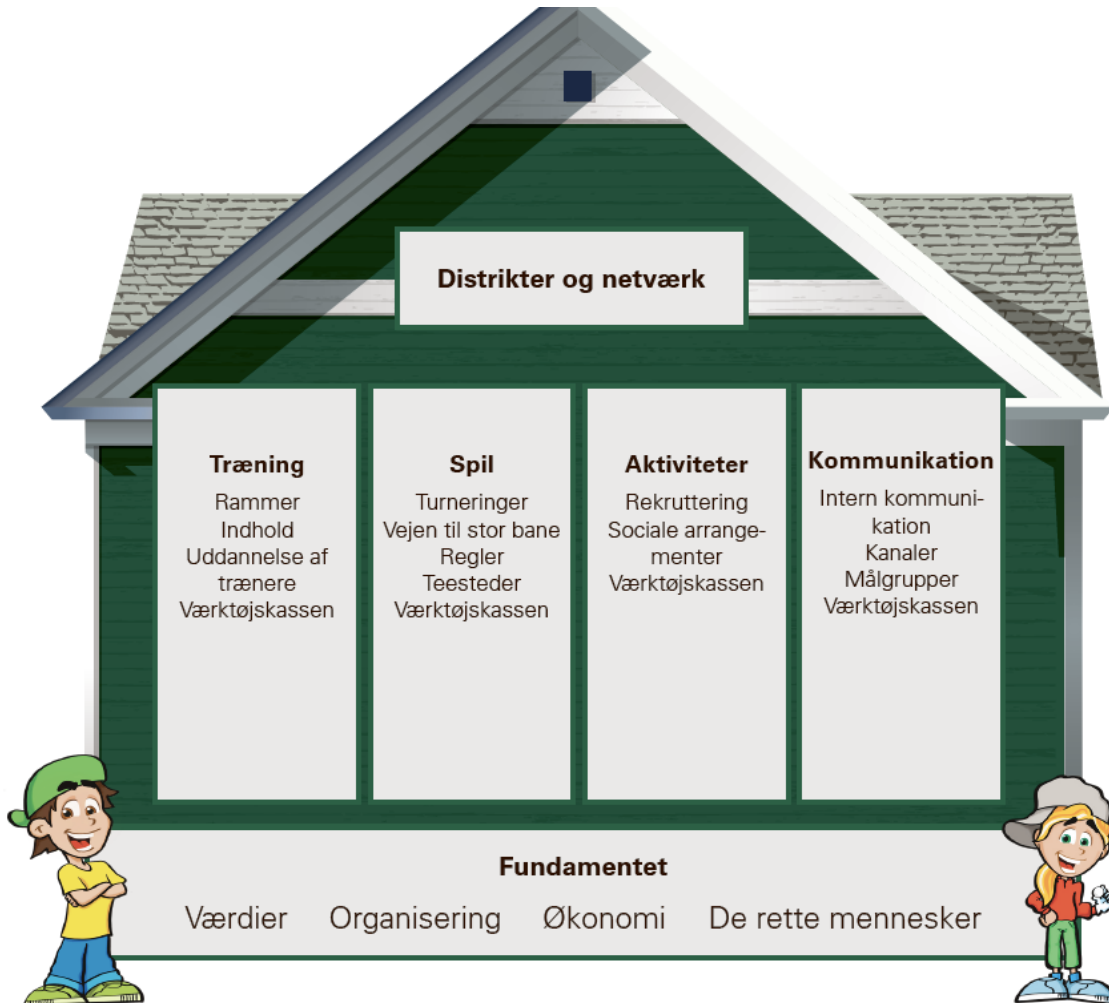 Distrikter og netværk
Træning
Rammer
Indhold
Uddannelse af
trænere
Værktøjskassen
Spil
Turneringer
Vejen til stor bane
Regler
Teesteder
Værktøjskassen
Aktiviteter
Rekruttering
Sociale arrange-
menter
Værktøjskassen
Kommunikation
Intern kommuni-
kation
Kanaler
Målgrupper
Værktøjskassen
Fundamentet
Værdier Organisering Økonomi De rette mennesker